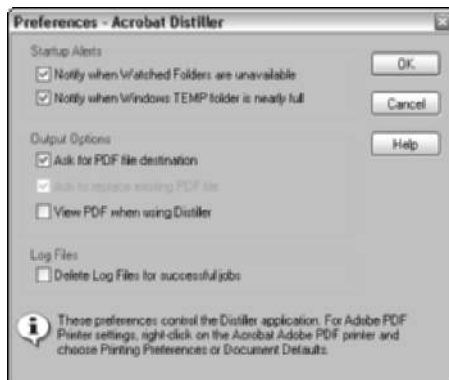 Preferences - Acrobat Distiller
Startup Alerts
Notify when Watched Folders are unavailable
Notify when Windows TEMP folder is nearly full
OK
Cancel
Help
Output Options
Ask for PDF file destination
Ask to replace existing PDF file
View PDF when using Distiller
Log Files
Delete Log Files for successful jobs
These preferences control the Distiller application. For Adobe PDF
Printer settings, right-click on the Acrobat Adobe PDF printer and
choose Printing Preferences or Document Defaults.